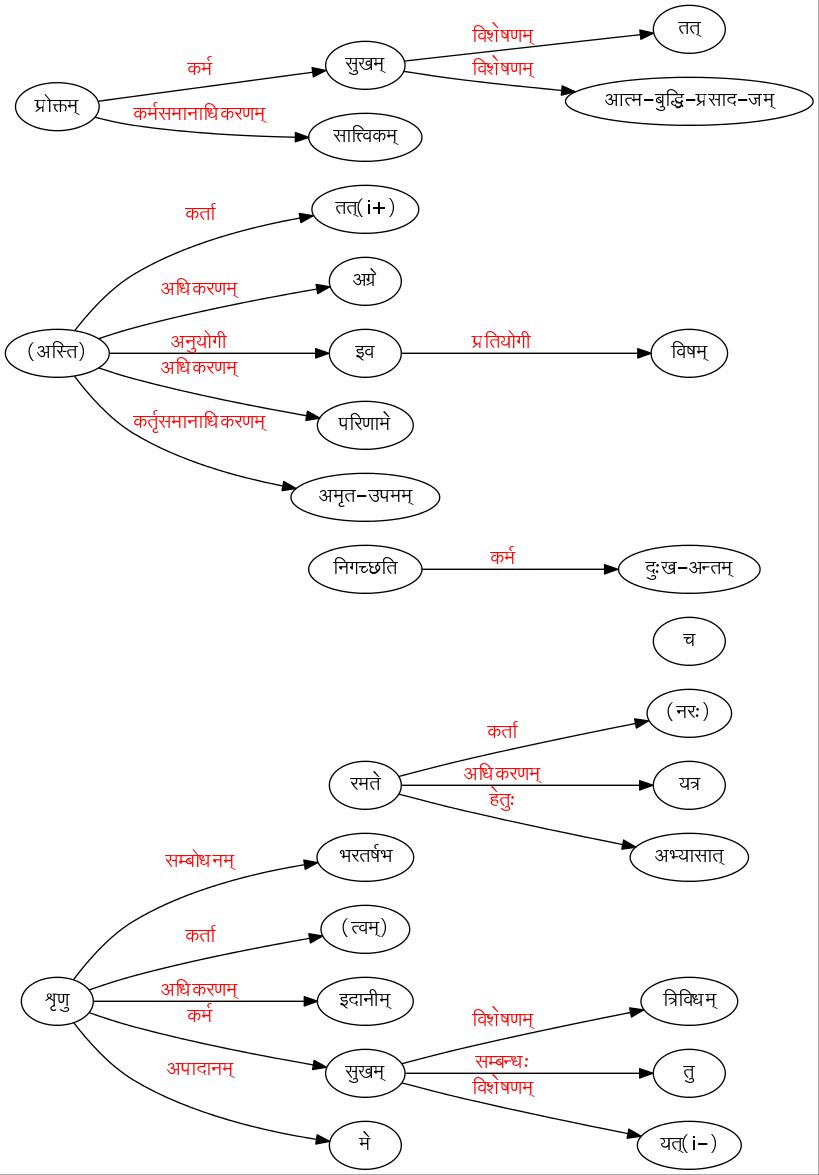 तत्
विशेषणम्
सुखम्
कर्म
विशेषणम्
प्रोक्तम्
आत्म-बुद्धि-प्रसाद-जम्
कर्मसमानाधिकरणम्
सात्त्विकम्
तत्(i+)
कर्ता
अग्रे
अधिकरणम्
(अस्ति)
अनुयोगी
इव
प्रतियोगी
विषम्
अधिकरणम्
परिणामे
कर्तृसमानाधिकरणम्
अमृत-उपमम्
निगच्छति
कर्म
दुःख-अन्तम्
च
(नरः)
कर्ता
रमते
अधिकरणम्
यत्र
हेतुः
अभ्यासात्
सम्बोधनम्
भरतर्षभ
कर्ता
(त्वम्)
शृणु
अधिकरणम्
इदानीम्
त्रिविधम्
कर्म
विशेषणम्
अपादानम्
सुखम्
सम्बन्धः
तु
विशेषणम्
मे
यत्(i-)